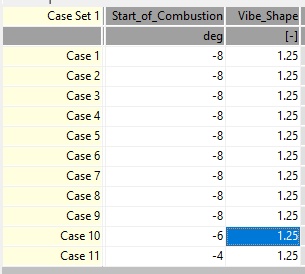 Case Set 1 Start_of_Combustion Vibe_Shape
deg [-]
Case 1 -8 1.25
Case 2 -8 1.25
Case 3 -8 1.25
Case 4 -8 1.25
Case 5 -8 1.25
Case 6 -8 1.25
Case 7 -8 1.25
Case 8 -8 1.25
Case 9 -8 1.25
Case 10 -6 1.25
Case 11 -4 1.25